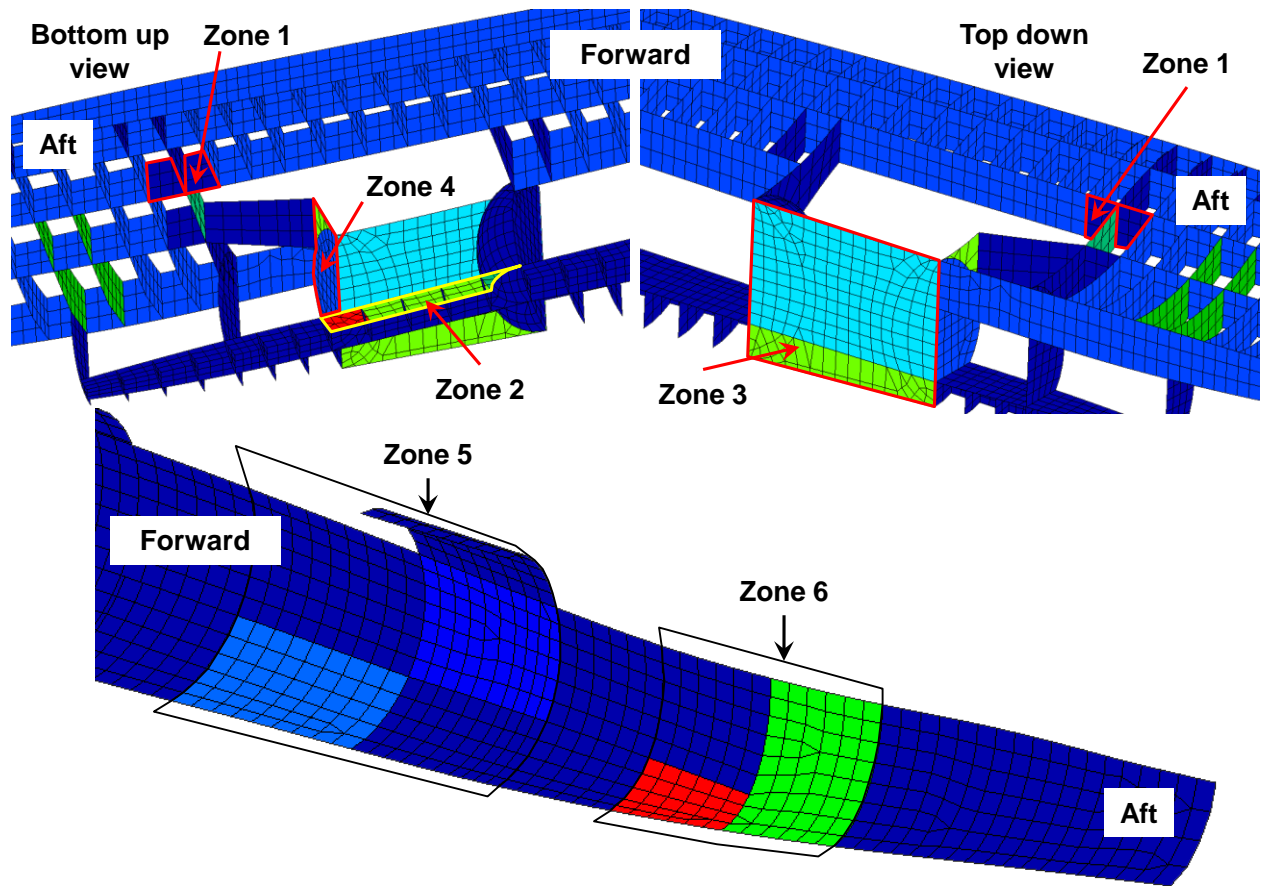 Bottom up
view
Zone 1
Forward
Top down
view
Zone 1
Aft
Zone 4
Aft
Zone 2
Zone 3
Zone 5
Forward
Zone 6
Aft